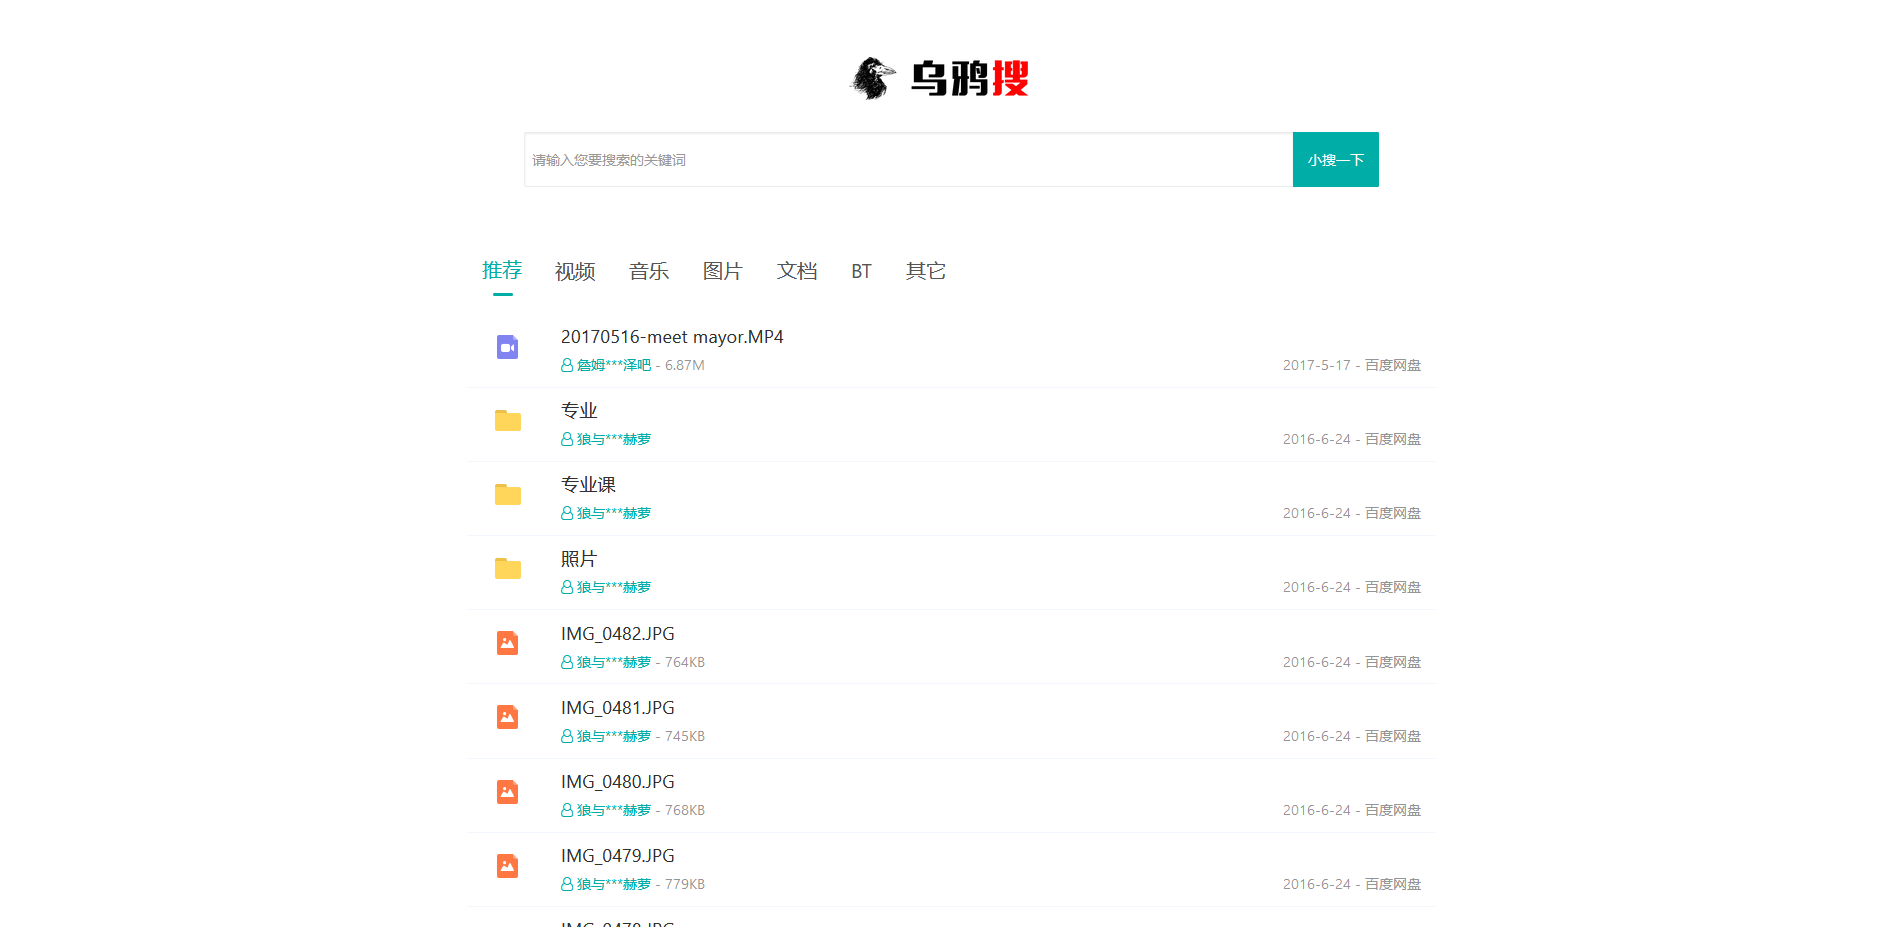 乌鸦搜
请输入您要搜索的关键词 小搜一下
推荐 视频 音乐 图片 文档 BT 其它
20170516-meet mayor.MP4
詹姆***泽吧 - 6.87M 2017-5-17 - 百度网盘
专业
狼与***赫萝 2016-6-24 - 百度网盘
专业课
狼与***赫萝 2016-6-24 - 百度网盘
照片
狼与***赫萝 2016-6-24 - 百度网盘
IMG_0482.JPG
狼与***赫萝 - 764KB 2016-6-24 - 百度网盘
IMG_0481.JPG
狼与***赫萝 - 745KB 2016-6-24 - 百度网盘
IMG_0480.JPG
狼与***赫萝 - 768KB 2016-6-24 - 百度网盘
IMG_0479.JPG
狼与***赫萝 - 779KB 2016-6-24 - 百度网盘